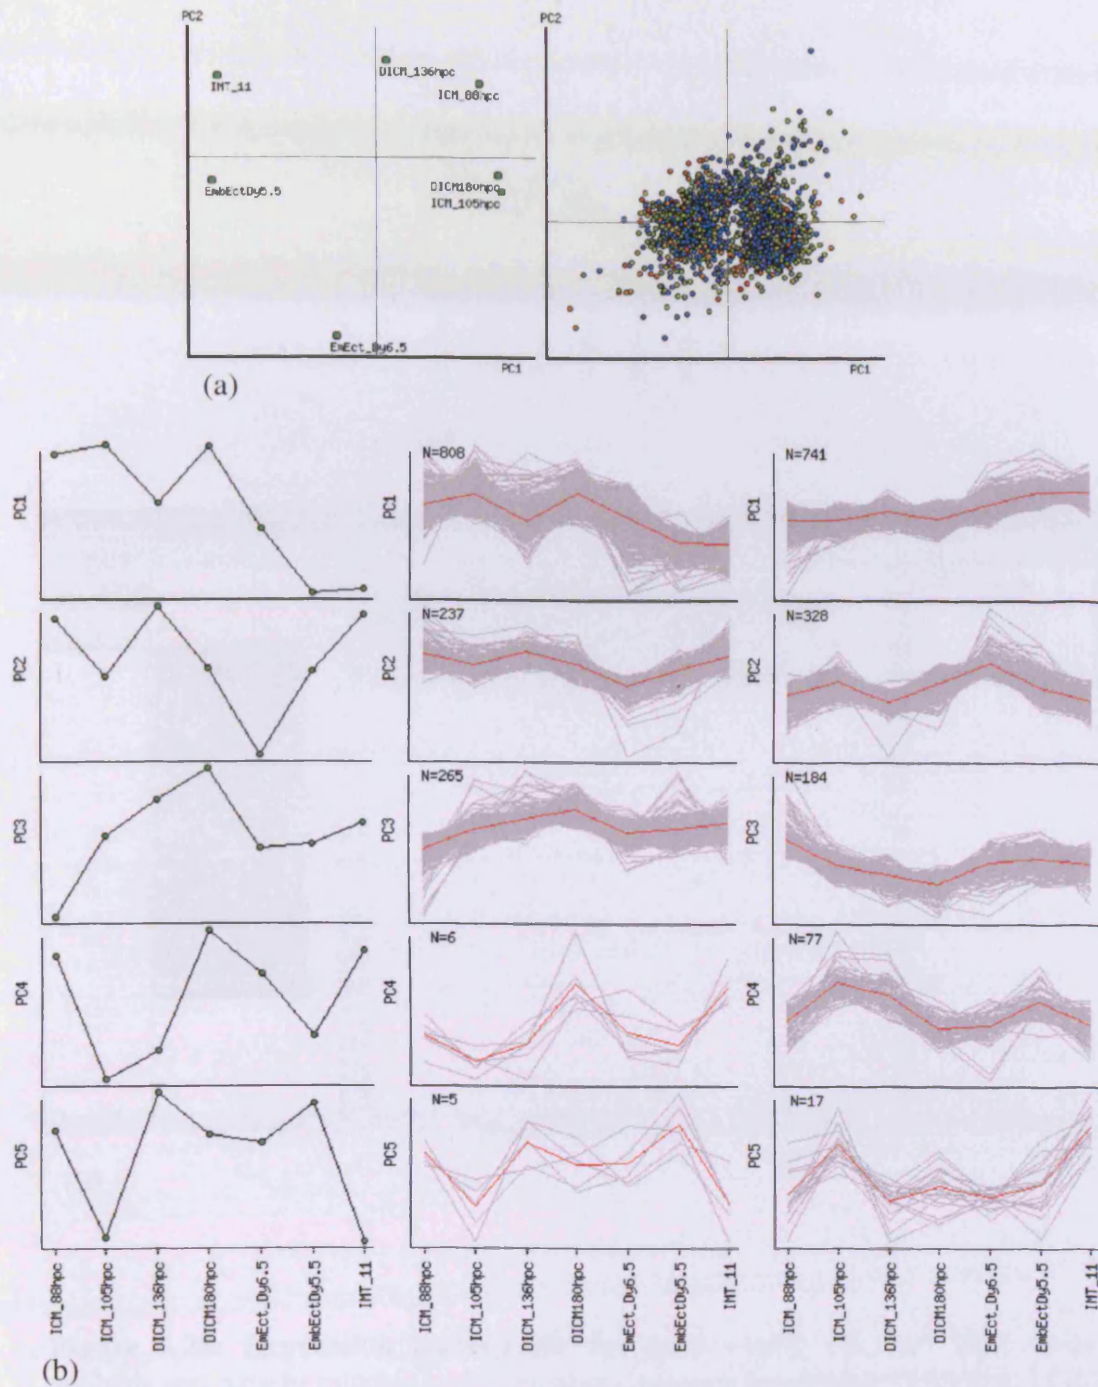 PC2
PC2
IMT_11
DICM_136hpc
ICM_88hpc
EmbEctDy5.5
DICM180hpc
ICM_105hpc
EmEct_Dy6.5
PC1
PC1
(a)
PC1
PC1
N=808
PC1
N=741
PC2
PC2
N=237
PC2
N=328
PC3
PC3
N=265
PC3
N=184
PC4
PC4
N=6
PC4
N=77
PC5
PC5
N=5
PC5
N=17
ICM_88hpc
ICM_105hpc
DICM_136hpc
DICM180hpc
EmEct_Dy6.5
EmbEctDy5.5
IMT_11
ICM_88hpc
ICM_105hpc
DICM_136hpc
DICM180hpc
EmEct_Dy6.5
EmbEctDy5.5
IMT_11
ICM_88hpc
ICM_105hpc
DICM_136hpc
DICM180hpc
EmEct_Dy6.5
EmbEctDy5.5
IMT_11
(b)